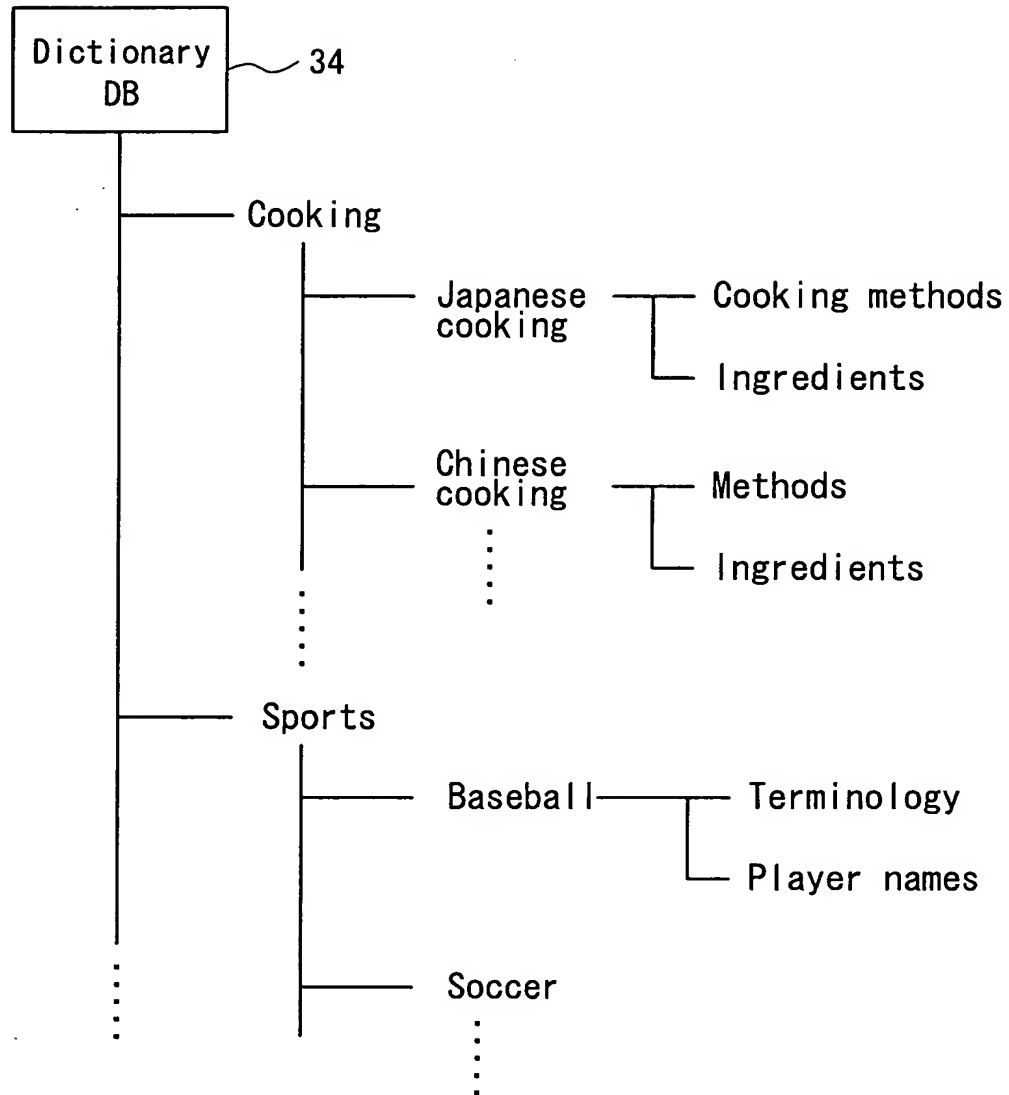 Dictionary
DB
34
Cooking
Japanese
cooking
Cooking methods
Ingredients
Chinese
cooking
Methods
Ingredients
Sports
Baseball
Terminology
Player names
Soccer